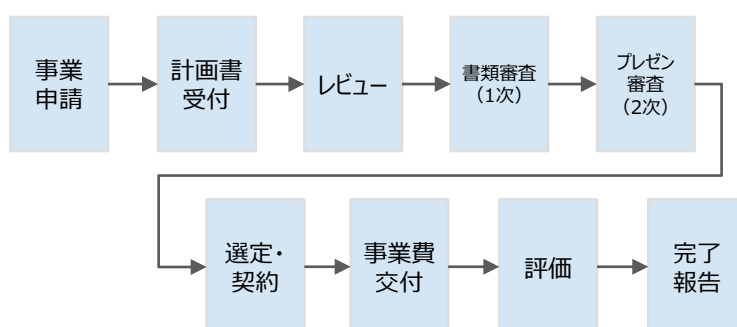 事業
申請
計画書
受付
レビュー
書類審査
（1次）
プレゼン
審査
（2次）
選定・
契約
事業費
交付
評価
完了
報告